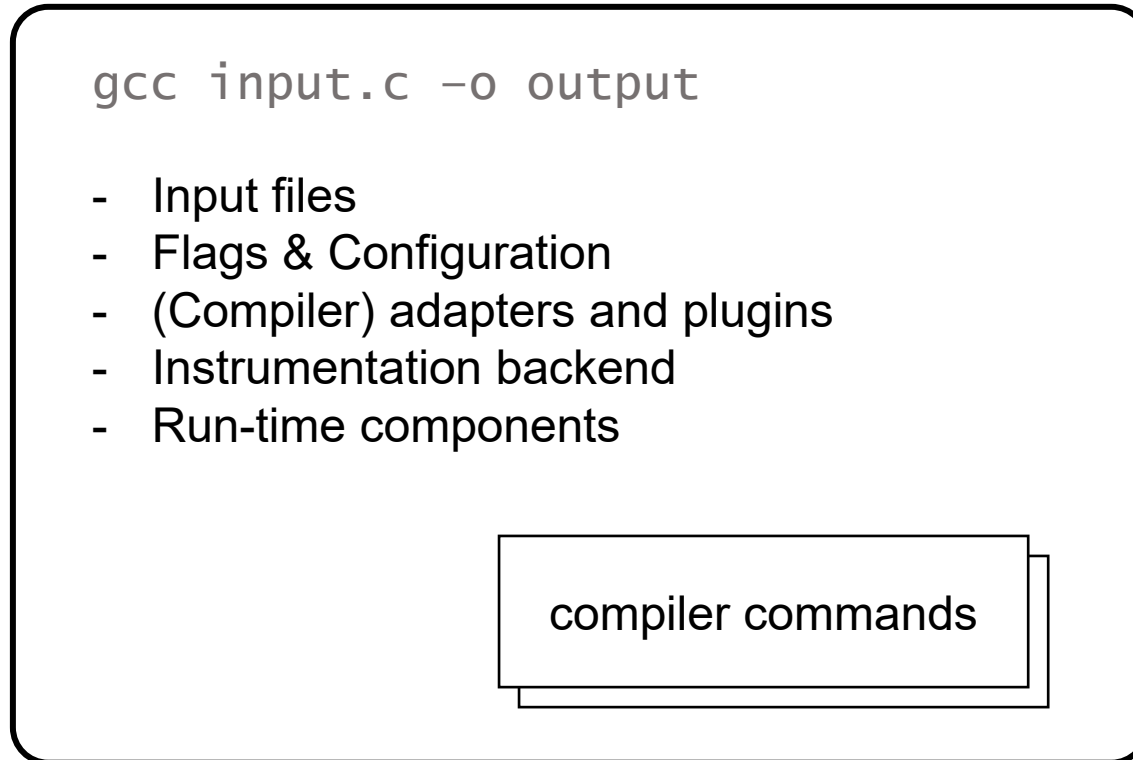 gcc input.c –o output
- Input files
- Flags & Configuration
- (Compiler) adapters and plugins
- Instrumentation backend
- Run-time components
compiler commands